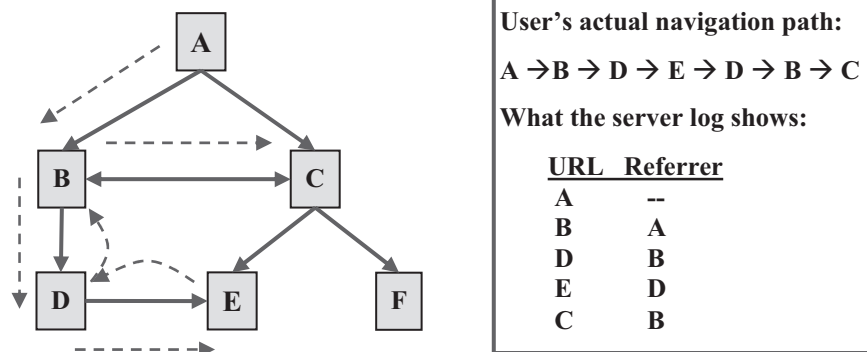 A
B
C
D
E
F
User’s actual navigation path:
A → B → D → E → D → B → C
What the server log shows:
URL Referrer
A --
B A
D B
E D
C B